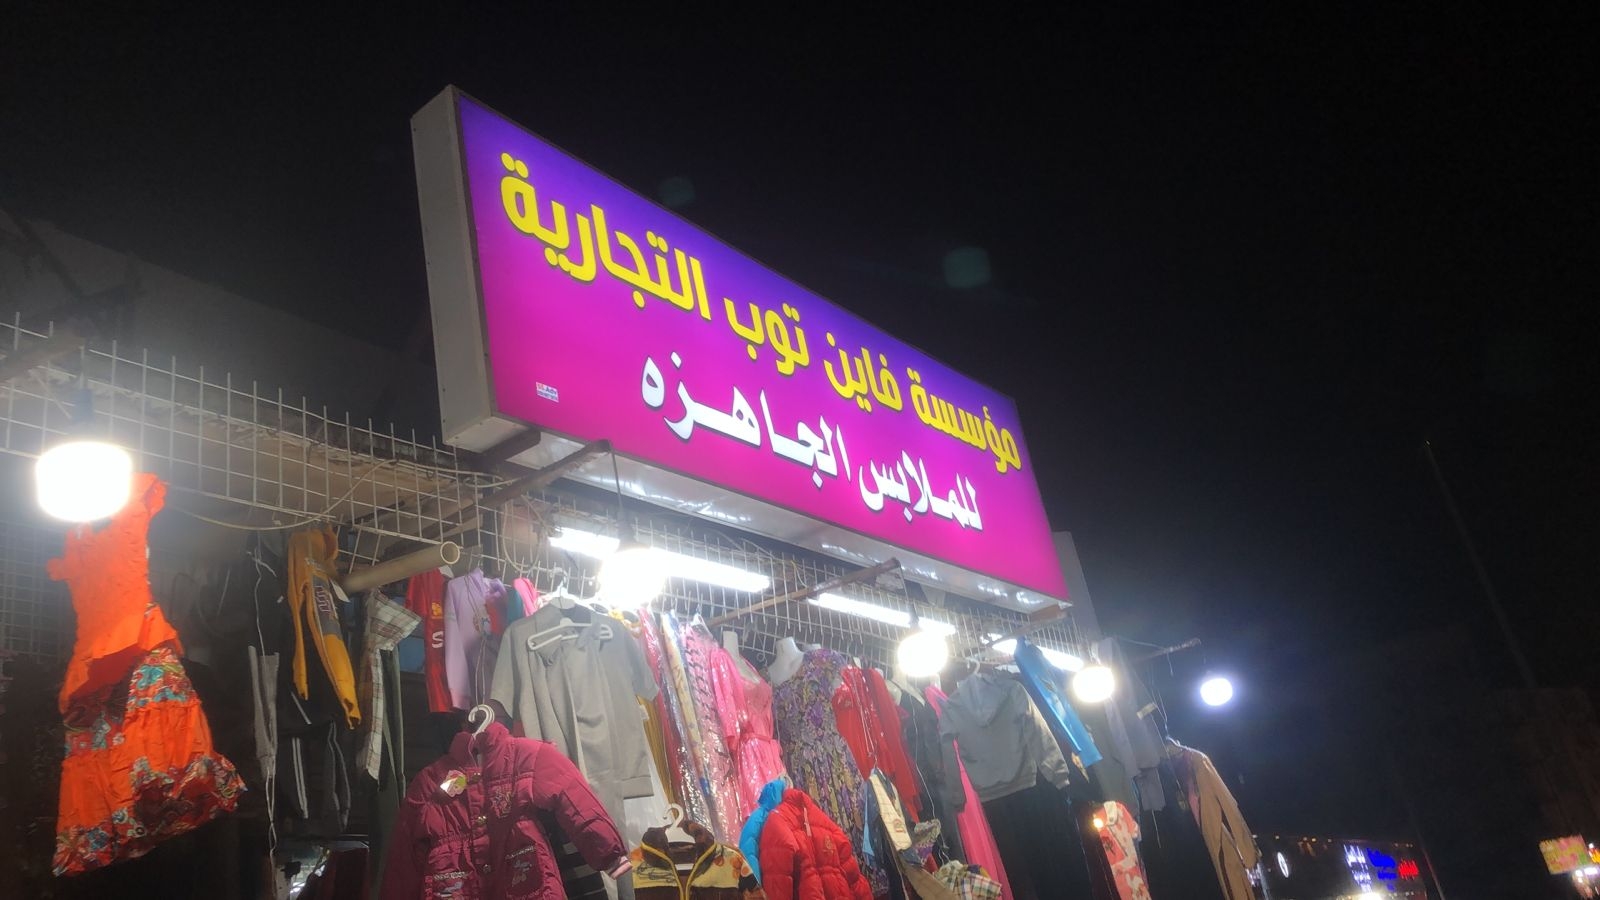 مؤسسة فاين توب التجارية
للملابس الجاهزه